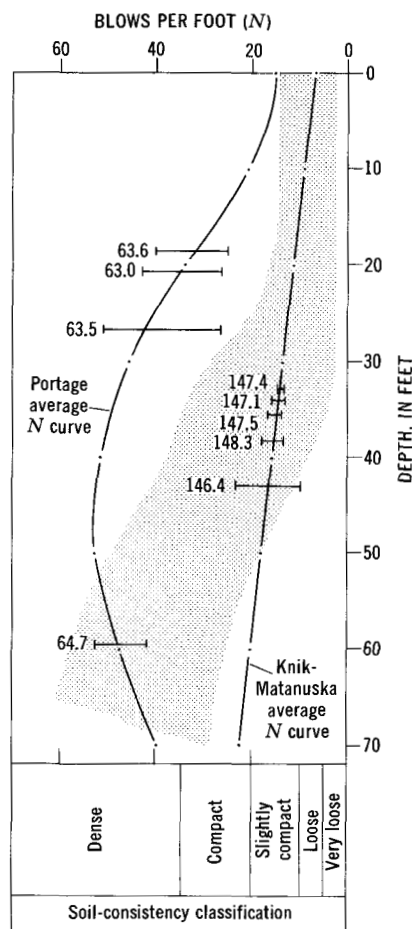 BLOWS PER FOOT (N)
60 40 20 0
0
10
20
30
40
50
60
70
DEPTH, IN FEET
63.6
63.0
63.5
Portage
average
N curve
147.4
147.1
147.5
148.3
146.4
64.7
Knik-
Matanuska
average
N curve
Dense
Compact
Slightly
compact
Loose
Very loose
Soil-consistency classification